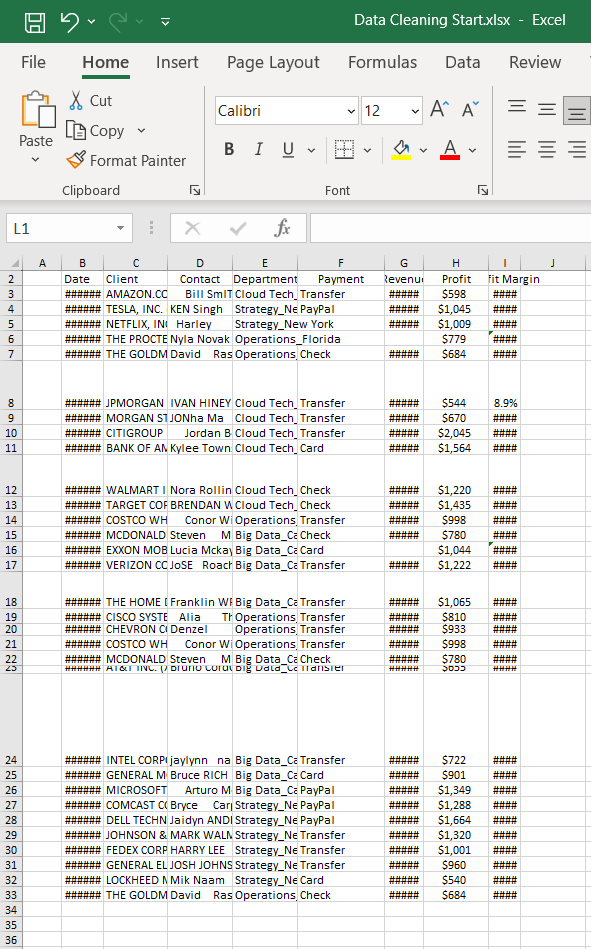 Data Cleaning Start.xlsx - Excel
File Home Insert Page Layout Formulas Data Review
Paste Cut Calibri 12 A A
Copy
Format Painter B I U A
Clipboard Font
L1 fx
A B C D E F G H I J
2 Date Client Contact Department Payment Revenu Profit fit Margin
3 ###### AMAZON.CO Bill SmIT Cloud Tech_ Transfer ##### $598 ####
4 ###### TESLA, INC. KEN Singh Strategy_Ne PayPal ##### $1,045 ####
5 ###### NETFLIX, IN Harley Strategy_New York ##### $1,009 ####
6 ###### THE PROCTE Nyla Novak Operations_Florida $779 ####
7 ###### THE GOLDM David Ras Operations_ Check ##### $684 ####
8 ###### JPMORGAN IVAN HINEY Cloud Tech_ Transfer ##### $544 8.9%
9 ###### MORGAN ST JONha Ma Cloud Tech_ Transfer ##### $670 ####
10 ###### CITIGROUP Jordan B Cloud Tech_ Transfer ##### $2,045 ####
11 ###### BANK OF AM Kylee Town Cloud Tech_ Card ##### $1,564 ####
12 ###### WALMART I Nora Rollin Cloud Tech_ Check ##### $1,220 ####
13 ###### TARGET COR BRENDAN W Cloud Tech_ Check ##### $1,435 ####
14 ###### COSTCO WH Conor Wi Operations_ Transfer ##### $998 ####
15 ###### MCDONALD Steven M Big Data_Ca Check ##### $780 ####
16 ###### EXXON MOB Lucia Mckay Big Data_Ca Card $1,044 ####
17 ###### VERIZON CO JoSE Roach Big Data_Ca Transfer ##### $1,222 ####
18 ###### THE HOME D Franklin WR Big Data_Ca Transfer ##### $1,065 ####
19 ###### CISCO SYSTE Alia Th Operations_ Transfer ##### $810 ####
20 ###### CHEVRON CO Denzel Operations_ Transfer ##### $933 ####
21 ###### COSTCO WH Conor Wi Operations_ Transfer ##### $998 ####
22 ###### MCDONALD Steven M Big Data_Ca Check ##### $780 ####
23 ###### AT&T INC. ( Bruno Cord Big Data_Ca Transfer ##### $655 ####
24 ###### INTEL CORP jaylynn na Big Data_Ca Transfer ##### $722 ####
25 ###### GENERAL M Bruce RICH Big Data_Ca Card ##### $901 ####
26 ###### MICROSOFT Arturo M Big Data_Ca PayPal ##### $1,349 ####
27 ###### COMCAST CO Bryce Carp Strategy_Ne PayPal ##### $1,288 ####
28 ###### DELL TECHN Jaidyn AND Strategy_Ne PayPal ##### $1,664 ####
29 ###### JOHNSON & MARK WALM Strategy_Ne Transfer ##### $1,320 ####
30 ###### FEDEX CORP HARRY LEE Strategy_Ne Transfer ##### $1,001 ####
31 ###### GENERAL EL JOSH JOHNS Strategy_Ne Transfer ##### $960 ####
32 ###### LOCKHEED M Mik Naam Strategy_Ne Card ##### $540 ####
33 ###### THE GOLDM David Ras Operations_ Check ##### $684 ####
34
35
36